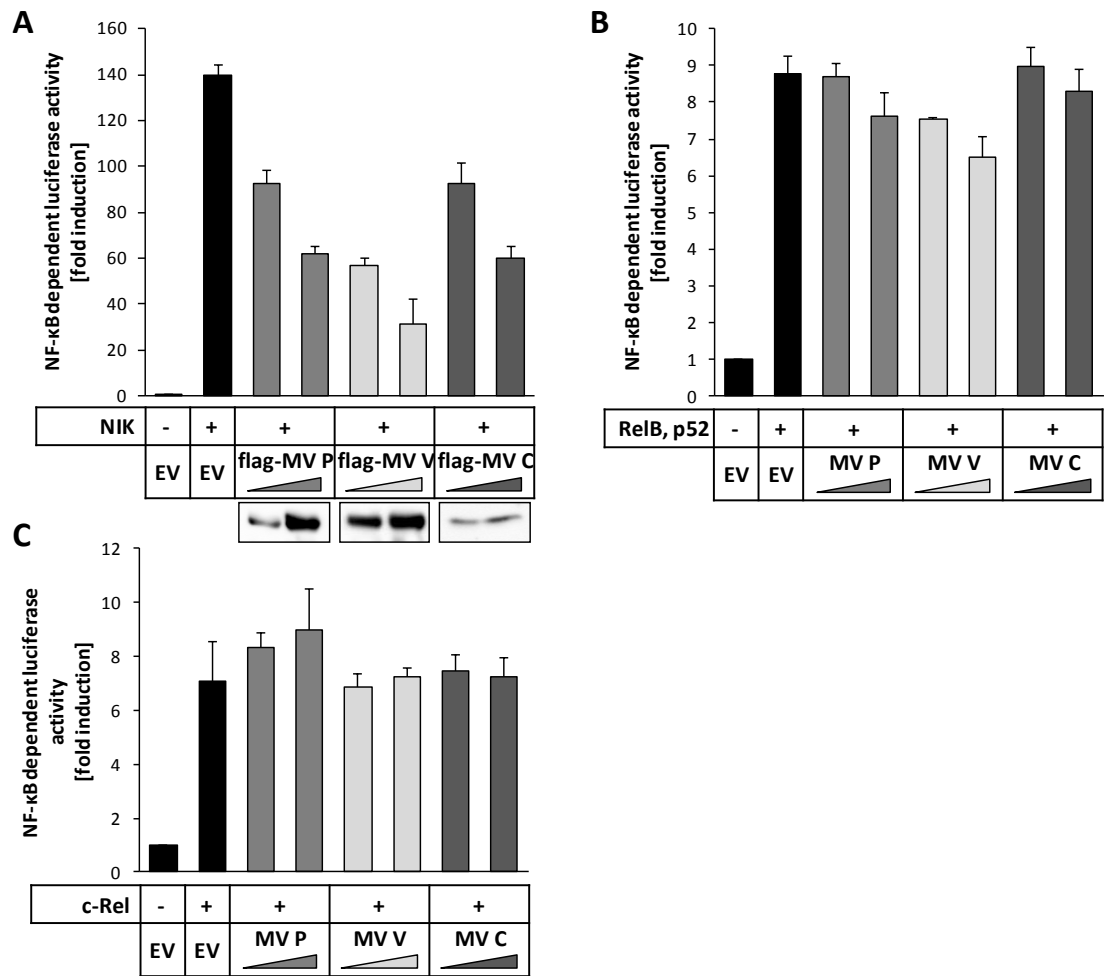 A
NF-κB dependent luciferase activity
[fold induction]
160
140
120
100
80
60
40
20
0
NIK - + + + +
EV EV flag-MV P flag-MV V flag-MV C
B
NF-κB dependent luciferase activity
[fold induction]
10
9
8
7
6
5
4
3
2
1
0
RelB, p52 - + + + +
EV EV MV P MV V MV C
C
NF-κB dependent luciferase
activity
[fold induction]
12
10
8
6
4
2
0
c-Rel - + + + +
EV EV MV P MV V MV C